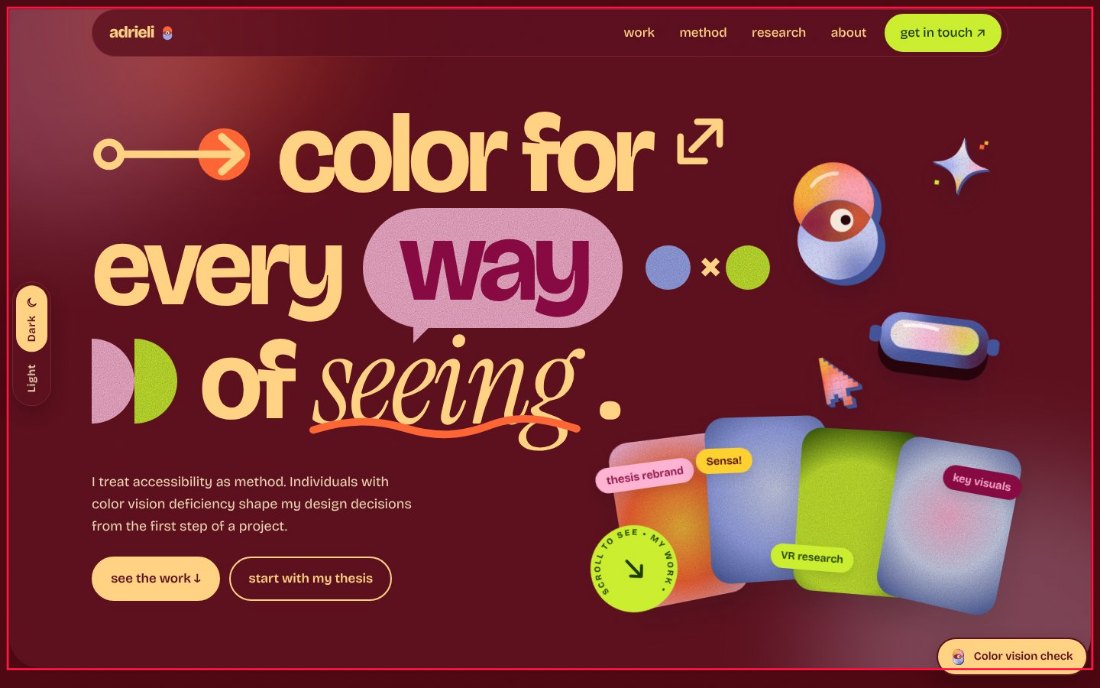 adrieli
work method research about get in touch ↗
color for
every way
of seeing.
Dark
Light
I treat accessibility as method. Individuals with
color vision deficiency shape my design decisions
from the first step of a project.
see the work ↓
start with my thesis
thesis rebrand
Sensa!
key visuals
VR research
SCROLL TO SEE • MY WORK •
Color vision check